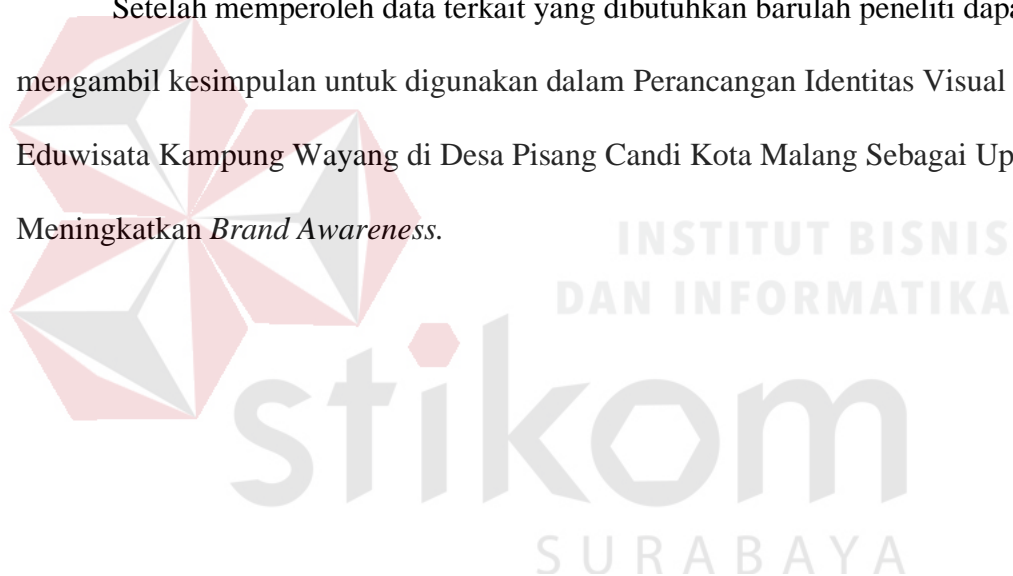 Setelah memperoleh data terkait yang dibutuhkan barulah peneliti dapa
mengambil kesimpulan untuk digunakan dalam Perancangan Identitas Visual
Eduwisata Kampung Wayang di Desa Pisang Candi Kota Malang Sebagai Up
Meningkatkan Brand Awareness.
INSTITUT BISNIS
DAN INFORMATIKA
stikom
SURABAYA